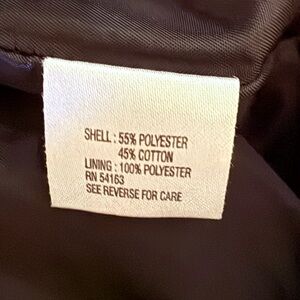 SHELL : 55% POLYESTER
45% COTTON
LINING : 100% POLYESTER
RN 54163
SEE REVERSE FOR CARE